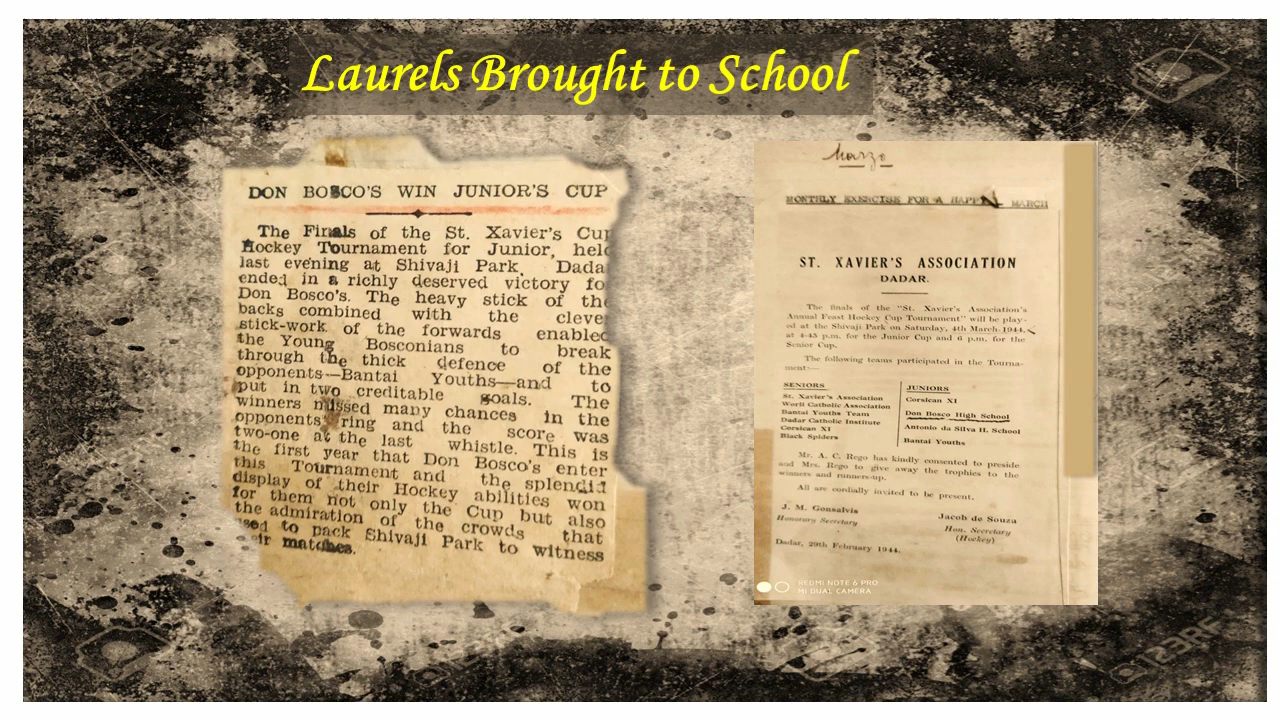 Laurels Brought to School
DON BOSCO'S WIN JUNIOR'S CUP
The Finals of the St. Xavier's Cup
Hockey Tournament for Junior, held
last evening at Shivaji Park, Dada
ended in a richly deserved victory fo
Don Bosco's. The heavy stick of the
backs combined with the cleve
stick-work of the forwards enabled
the Young Bosconians to break
through the thick defence of the
opponents—Bantai Youths—and to
put in two creditable goals. The
winners missed many chances in the
opponents ring and the score was
two-one at the last whistle. This is
the first year that Don Bosco's enter
this Tournament and the splendid
display of their Hockey abilities won
for them not only the Cup but also
the admiration of the crowds that
used to pack Shivaji Park to witness
eir matches.
Marzo
MONTHLY EXERCISE FOR A HAPPY MARCH
ST. XAVIER'S ASSOCIATION
DADAR.
The finals of the "St. Xavier's Association's
Annual Feast Hockey Cup Tournament" will be play-
ed at the Shivaji Park on Saturday, 4th March 1944,
at 4-45 p.m. for the Junior Cup and 6 p.m. for the
Senior Cup.
The following teams participated in the Tourna-
ment:—
SENIORS
St. Xavier's Association
Worli Catholic Association
Bantai Youths Team
Dadar Catholic Institute
Corsican XI
Black Spiders
JUNIORS
Corsican XI
Don Bosco High School
Antonio da Silva H. School
Bantai Youths
Mr. A. C. Rego has kindly consented to preside
and Mrs. Rego to give away the trophies to the
winners and runners-up.
All are cordially invited to be present.
J. M. Gonsalvis
Honorary Secretary
Jacob de Souza
Hon. Secretary
(Hockey)
Dadar, 29th February 1944.
REDMI NOTE 6 PRO
MI DUAL CAMERA
123RF